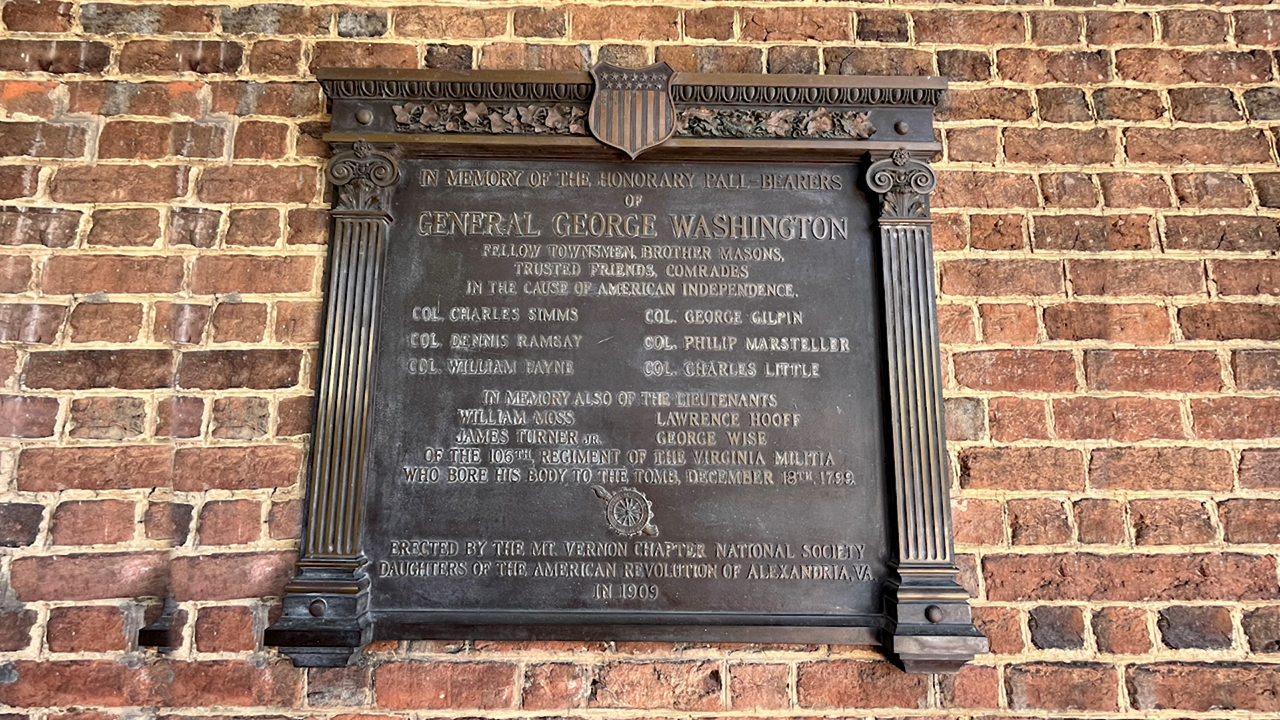 IN MEMORY OF THE HONORARY PALL-BEARERS
OF
GENERAL GEORGE WASHINGTON
FELLOW TOWNSMEN, BROTHER MASONS,
TRUSTED FRIENDS, COMRADES
IN THE CAUSE OF AMERICAN INDEPENDENCE.
COL. CHARLES SIMMS COL. GEORGE GILPIN
COL. DENNIS RAMSAY COL. PHILIP MARSTELLER
COL. WILLIAM PAYNE COL. CHARLES LITTLE
IN MEMORY ALSO OF THE LIEUTENANTS
WILLIAM MOSS LAWRENCE HOOFF
JAMES TURNER JR. GEORGE WISE
OF THE 106TH REGIMENT OF THE VIRGINIA MILITIA
WHO BORE HIS BODY TO THE TOMB, DECEMBER 18TH, 1799.
ERECTED BY THE MT. VERNON CHAPTER NATIONAL SOCIETY
DAUGHTERS OF THE AMERICAN REVOLUTION OF ALEXANDRIA, VA.
IN 1909